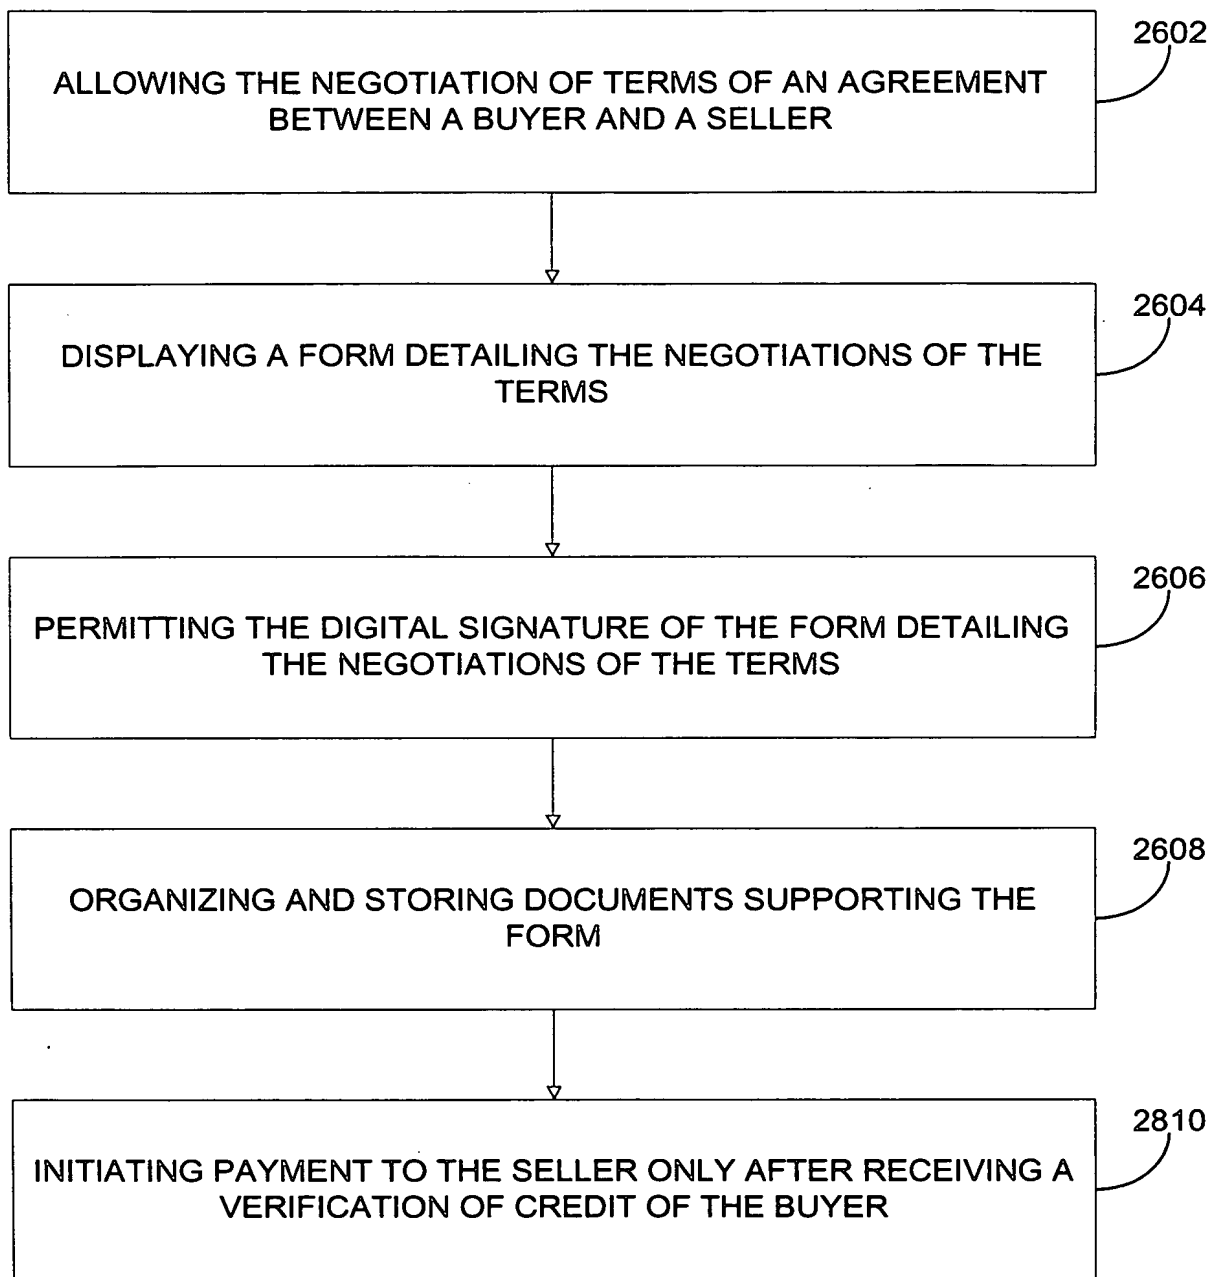 2602
ALLOWING THE NEGOTIATION OF TERMS OF AN AGREEMENT
BETWEEN A BUYER AND A SELLER
2604
DISPLAYING A FORM DETAILING THE NEGOTIATIONS OF THE
TERMS
2606
PERMITTING THE DIGITAL SIGNATURE OF THE FORM DETAILING
THE NEGOTIATIONS OF THE TERMS
2608
ORGANIZING AND STORING DOCUMENTS SUPPORTING THE
FORM
2810
INITIATING PAYMENT TO THE SELLER ONLY AFTER RECEIVING A
VERIFICATION OF CREDIT OF THE BUYER